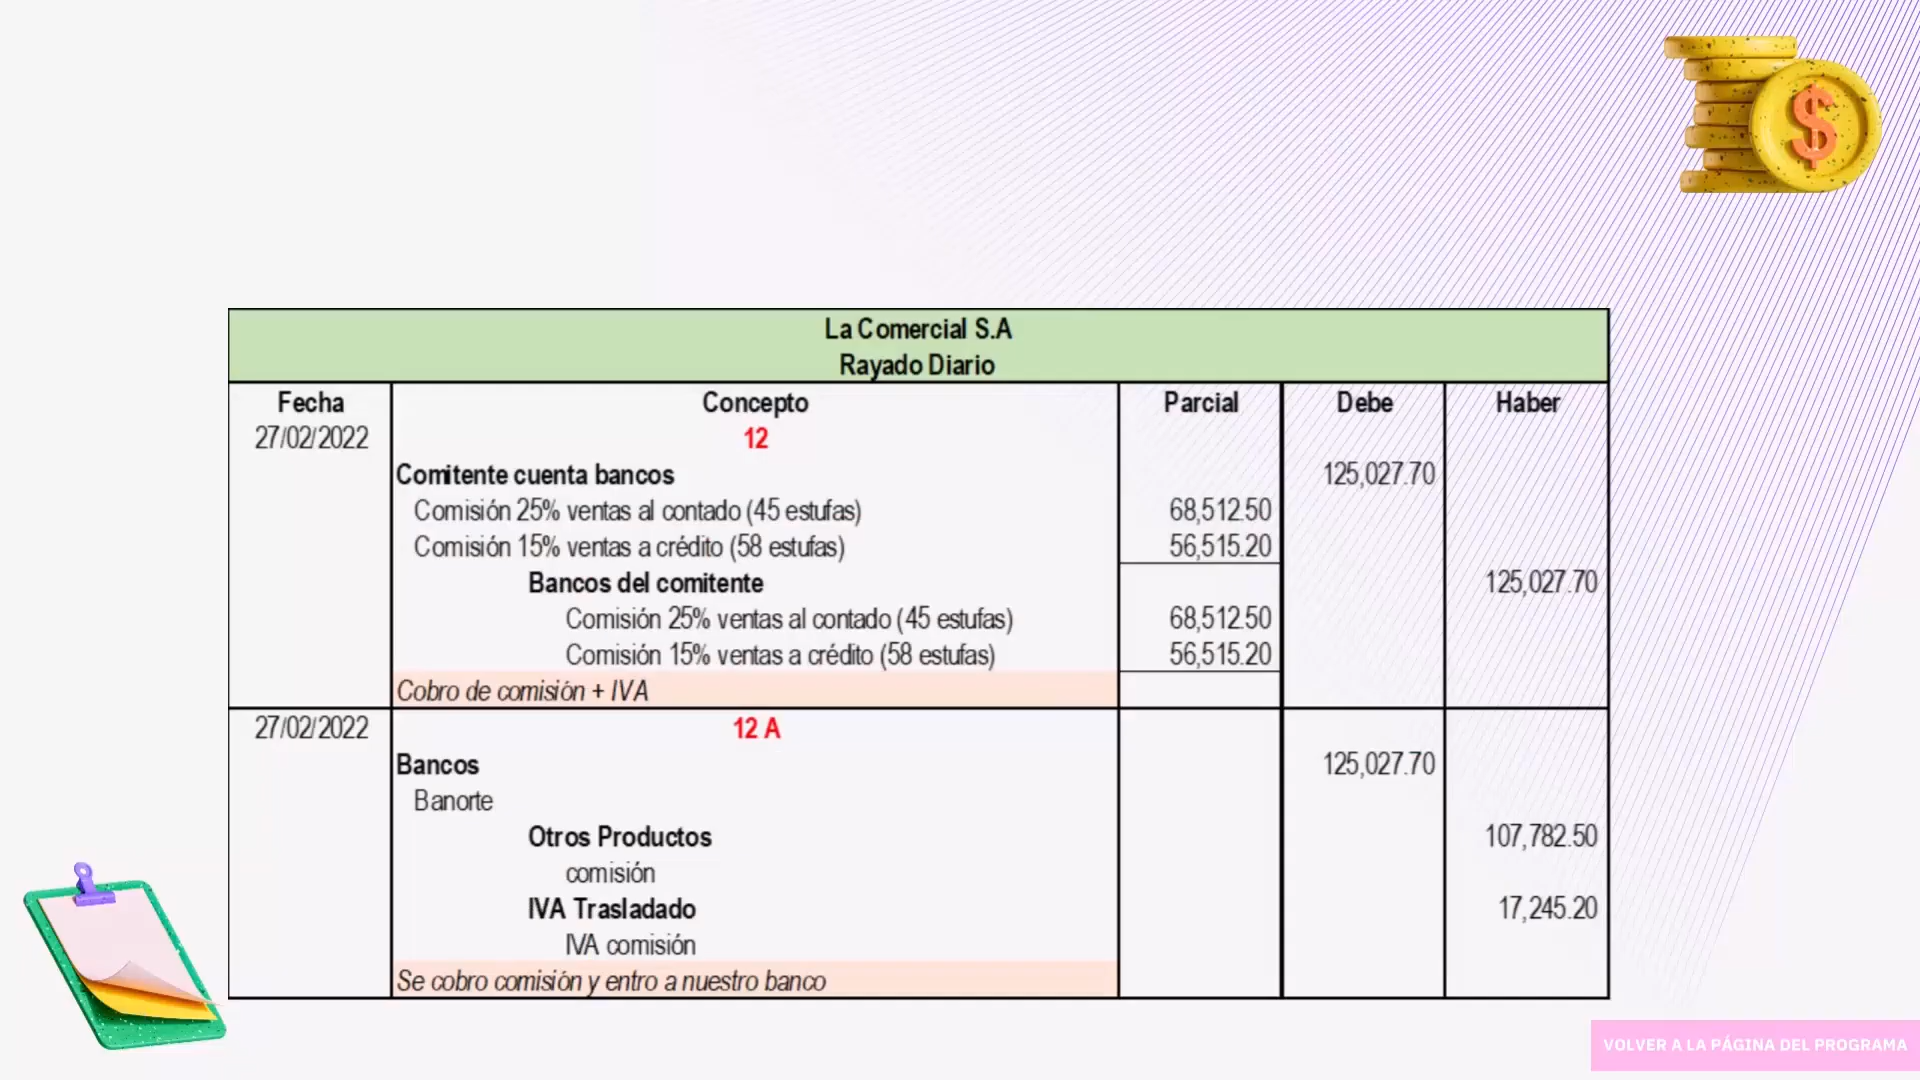 $
La Comercial S.A
Rayado Diario
Fecha Concepto Parcial Debe Haber
27/02/2022 12
Comitente cuenta bancos 125,027.70
Comisión 25% ventas al contado (45 estufas) 68,512.50
Comisión 15% ventas a crédito (58 estufas) 56,515.20
Bancos del comitente 125,027.70
Comisión 25% ventas al contado (45 estufas) 68,512.50
Comisión 15% ventas a crédito (58 estufas) 56,515.20
Cobro de comisión + IVA
27/02/2022 12 A
Bancos 125,027.70
Banorte
Otros Productos 107,782.50
comisión
IVA Trasladado 17,245.20
IVA comisión
Se cobro comisión y entro a nuestro banco
VOLVER A LA PÁGINA DEL PROGRAMA